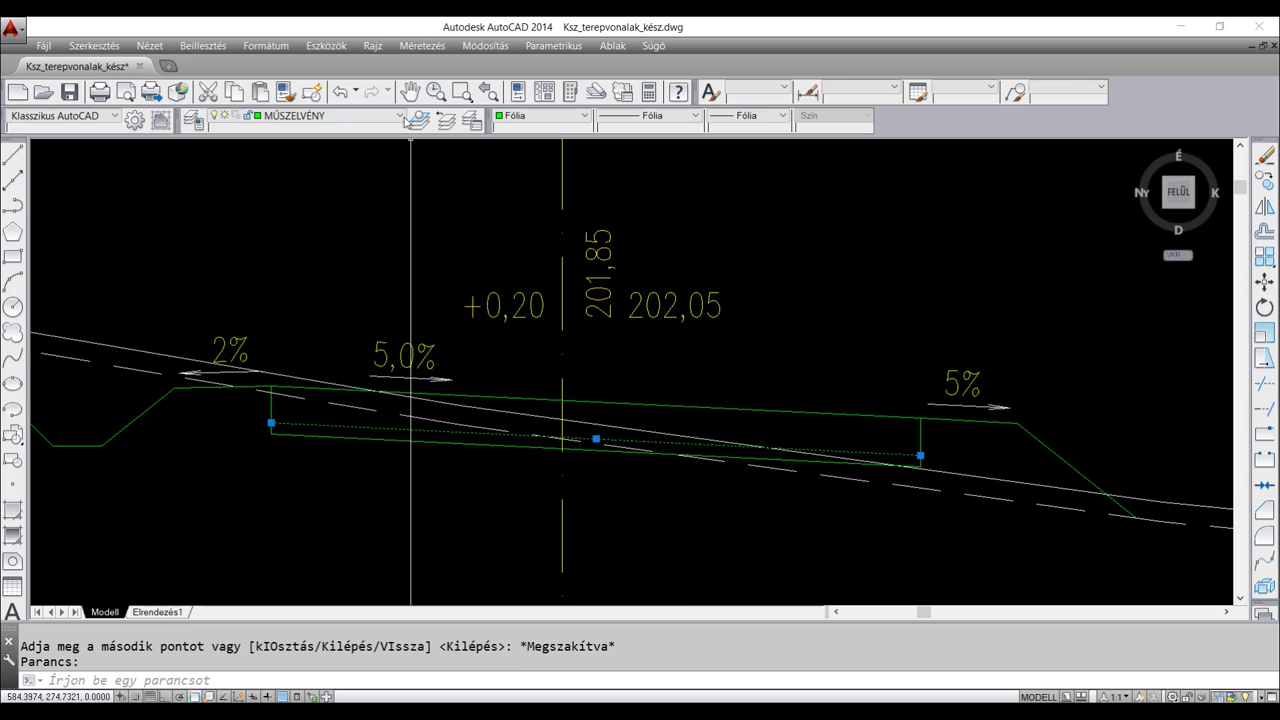 Autodesk AutoCAD 2014 Ksz_terepvonalak_kész.dwg
Fájl Szerkesztés Nézet Beillesztés Formátum Eszközök Rajz Méretezés Módosítás Parametrikus Ablak Súgó
Ksz_terepvonalak_kész*
Klasszikus AutoCAD MŰSZELVÉNY Fólia Fólia Fólia Szín
É
NY FELÜL K
D
VKR
201,85
+0,20 202,05
2% 5,0%
5%
Modell Elrendezés1
Adja meg a második pontot vagy [kIOsztás/Kilépés/VIssza] <Kilépés>: *Megszakítva*
Parancs:
Írjon be egy parancsot
584.3974, 274.7321, 0.0000 MODELL 1:1